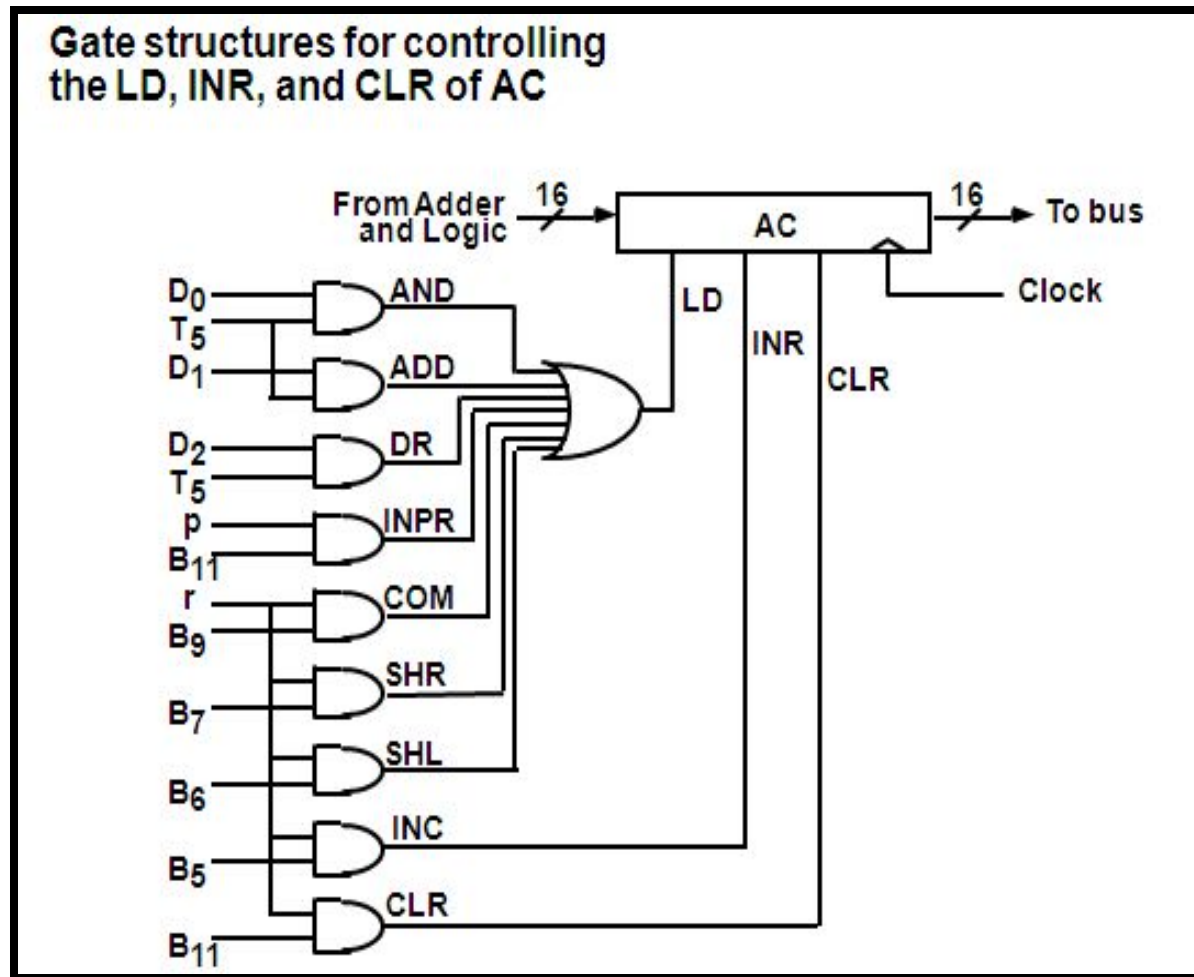 Gate structures for controlling
the LD, INR, and CLR of AC
From Adder
and Logic
16
AC
16
To bus
Clock
LD
INR
CLR
D0
T5
AND
D1
ADD
D2
T5
DR
p
B11
INPR
r
B9
COM
B7
SHR
B6
SHL
B5
INC
B11
CLR